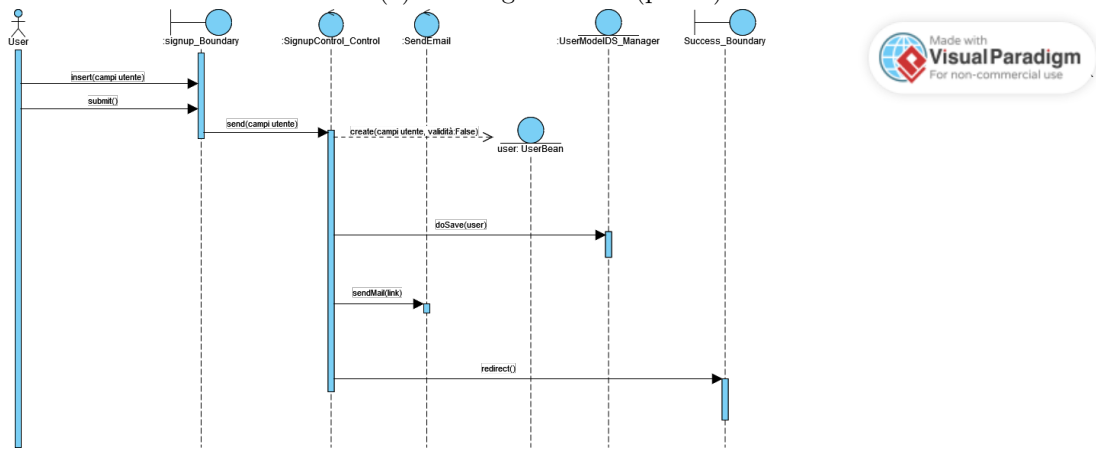 User
:signup_Boundary
:SignupControl_Control
:SendEmail
:UserModelDS_Manager
Success_Boundary
Made with
Visual Paradigm
For non-commercial use
insert(campi utente)
submit()
send(campi utente)
create(campi utente, validità:False)
user: UserBean
doSave(user)
sendMail(link)
redirect()